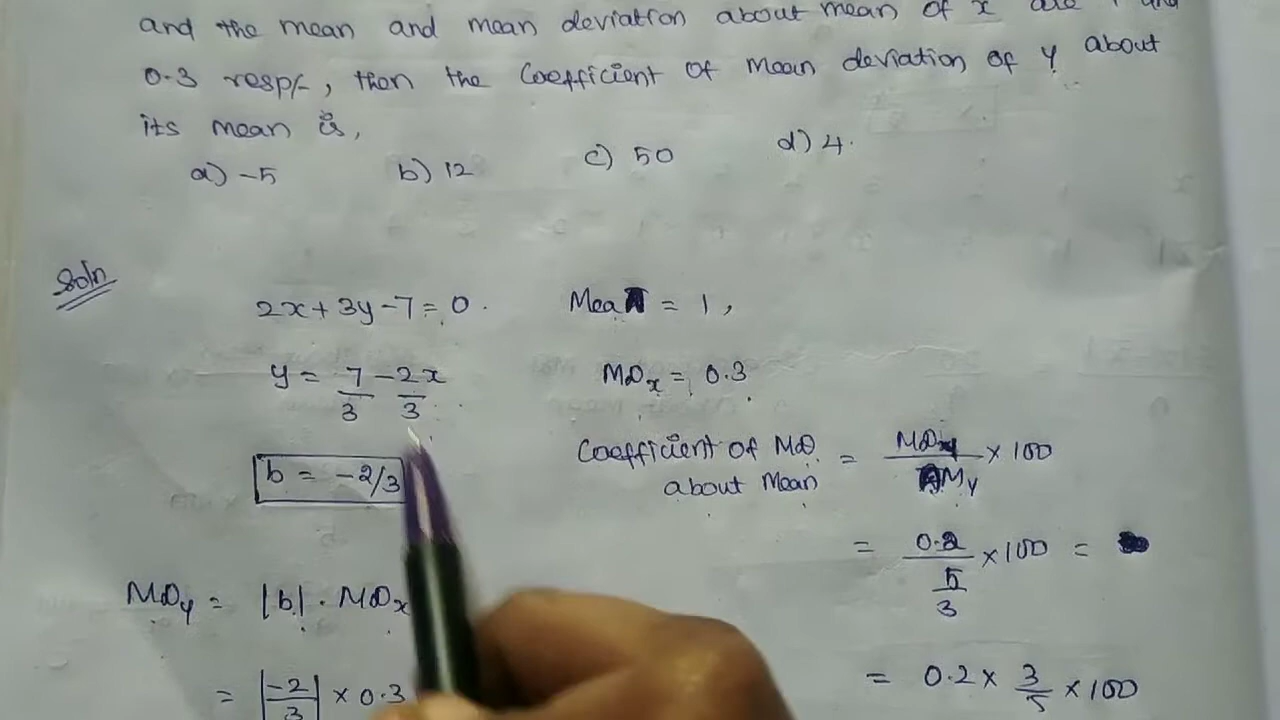 and the mean and mean deviation about mean of x are 1 and
0.3 resp/-, then the Coefficient of Mean deviation of y about
its mean is,
a) -5 b) 12 c) 50 d) 4.
Soln
2x + 3y - 7 = 0.
y = 7/3 - 2x/3
b = -2/3
MDy = |b| . MDx
= |-2/3| × 0.3
Mean = 1,
MDx = 0.3
Coefficient of MD about Mean = MDy/AMy × 100
= 0.2/(5/3) × 100 =
= 0.2 × 3/5 × 100